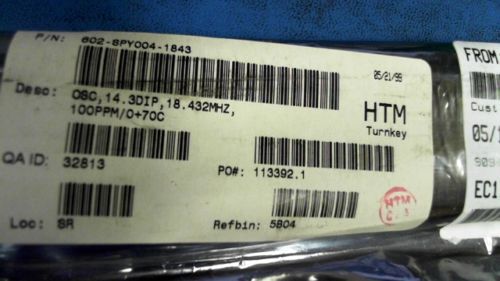 P/N: 602-SPY004-1843
05/21/99
Desc: OSC, 14.3DIP, 18.432MHZ,
100PPM/0+70C
HTM
Turnkey
QA ID: 32813
PO#: 113392.1
Loc: SR
Refbin: 5B04
HTM
FROM
Cust
05/1
EC1